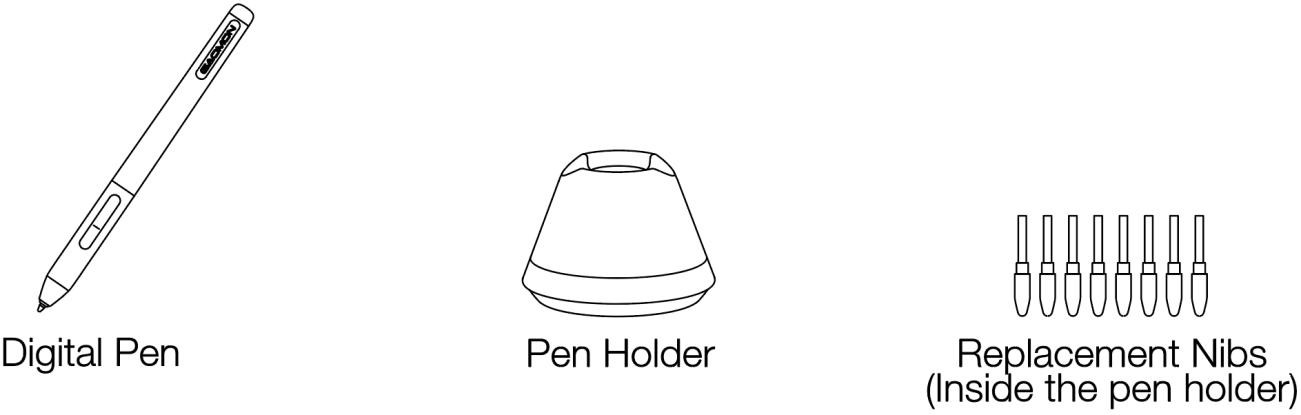 GAOMON
Digital Pen
Pen Holder
Replacement Nibs
(Inside the pen holder)